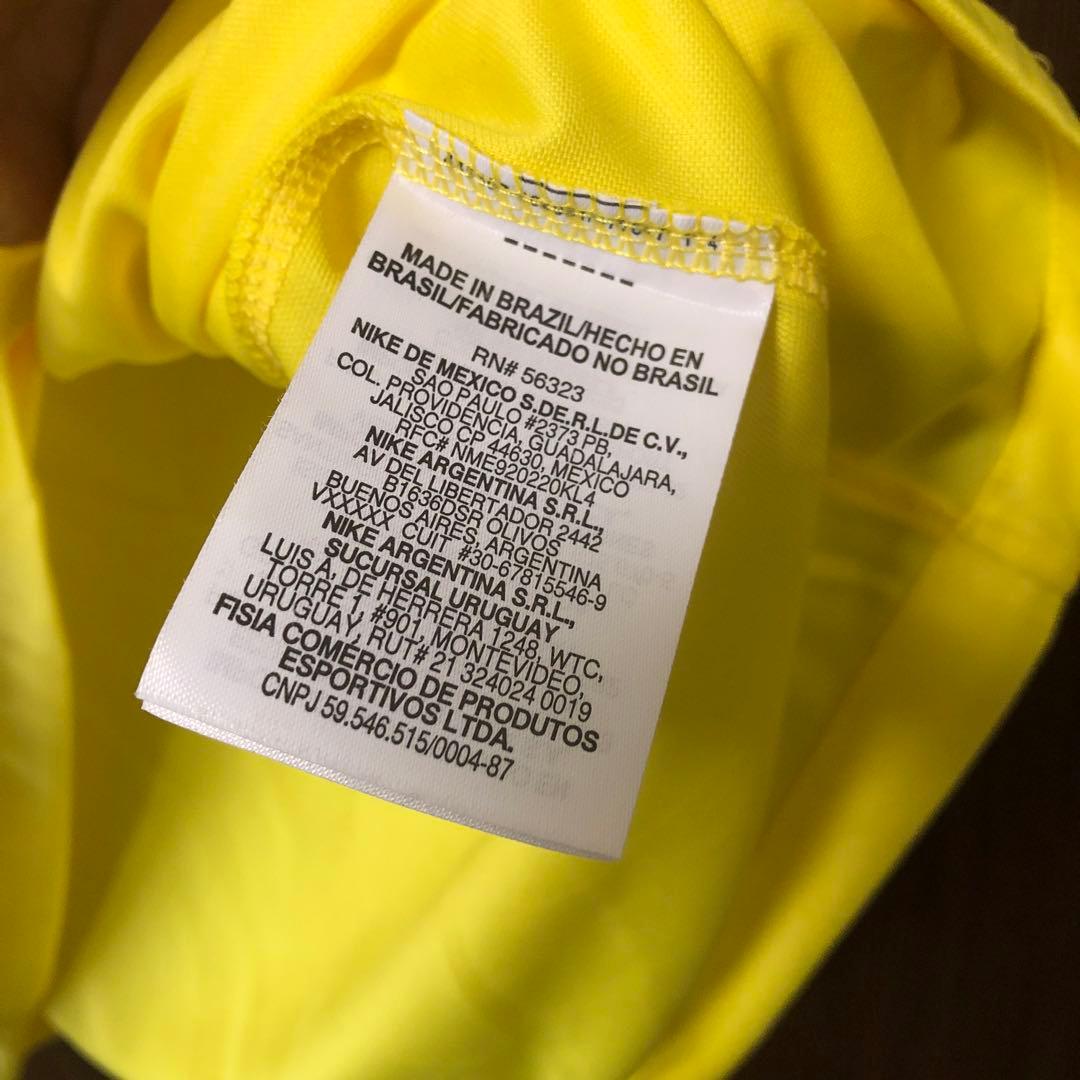 MADE IN BRAZIL/HECHO EN
BRASIL/FABRICADO NO BRASIL
RN# 56323
NIKE DE MEXICO S.DE.R.L.DE C.V.,
SAO PAULO #2373 PB,
COL. PROVIDENCIA, GUADALAJARA,
JALISCO CP 44630, MEXICO
RFC# NME920220KL4
NIKE ARGENTINA S.R.L.,
AV DEL LIBERTADOR 2442
B1636DSR OLIVOS
BUENOS AIRES, ARGENTINA
VXXXXX CUIT #30-67815546-9
NIKE ARGENTINA S.R.L.,
SUCURSAL URUGUAY
LUIS A. DE HERRERA 1248, WTC,
TORRE 1, #901, MONTEVIDEO,
URUGUAY, RUT# 21 324024 0019
FISIA COMÉRCIO DE PRODUTOS
ESPORTIVOS LTDA.
CNPJ 59.546.515/0004-87